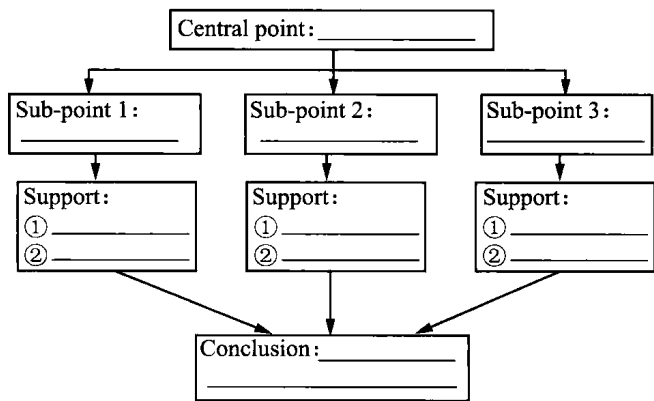 Central point:
Sub-point 1:
Sub-point 2:
Sub-point 3:
Support:
①
②
Support:
①
②
Support:
①
②
Conclusion: